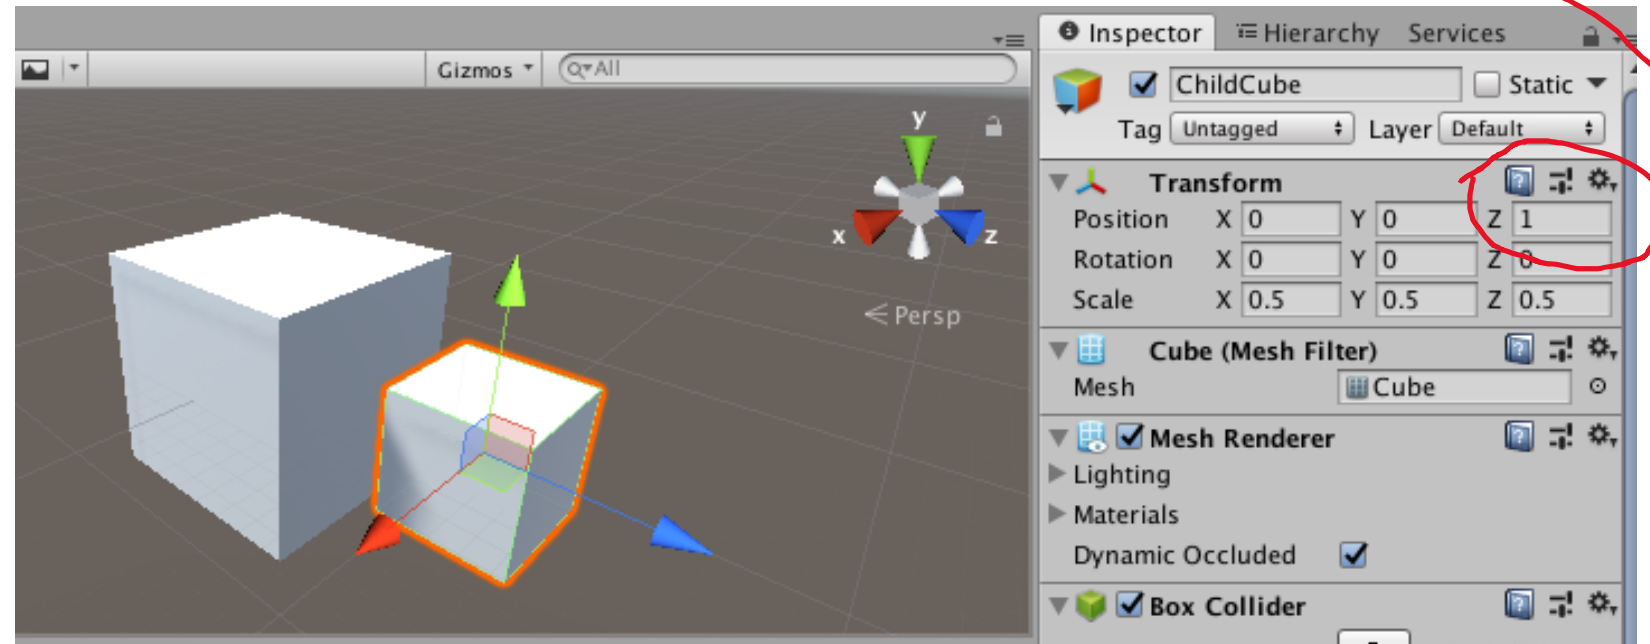 Inspector Hierarchy Services
Gizmos All
ChildCube Static
Tag Untagged Layer Default
y
x z
Persp
Transform
Position X 0 Y 0 Z 1
Rotation X 0 Y 0 Z 0
Scale X 0.5 Y 0.5 Z 0.5
Cube (Mesh Filter)
Mesh Cube
Mesh Renderer
Lighting
Materials
Dynamic Occluded
Box Collider